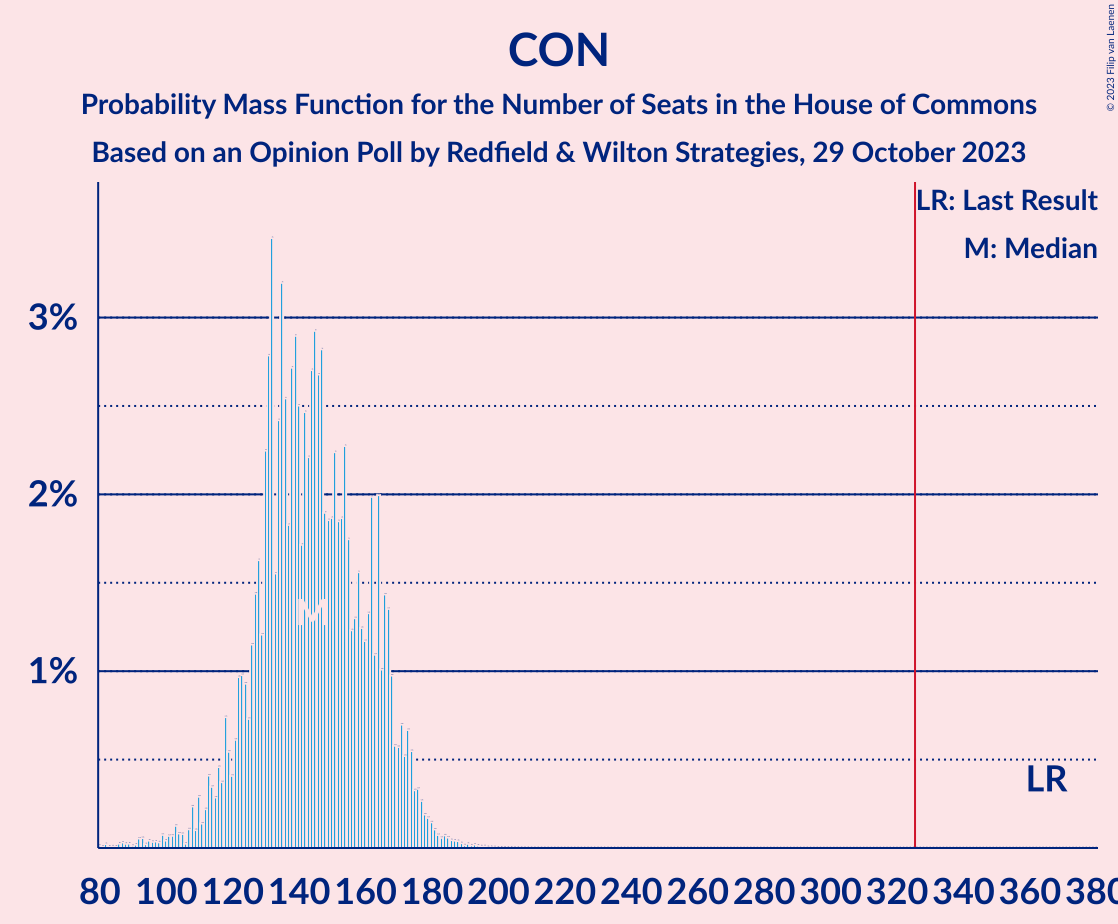 CON
Probability Mass Function for the Number of Seats in the House of Commons
Based on an Opinion Poll by Redfield & Wilton Strategies, 29 October 2023
© 2023 Filip van Laenen
LR: Last Result
M: Median
3%
2%
1%
M
LR
80 100 120 140 160 180 200 220 240 260 280 300 320 340 360 380